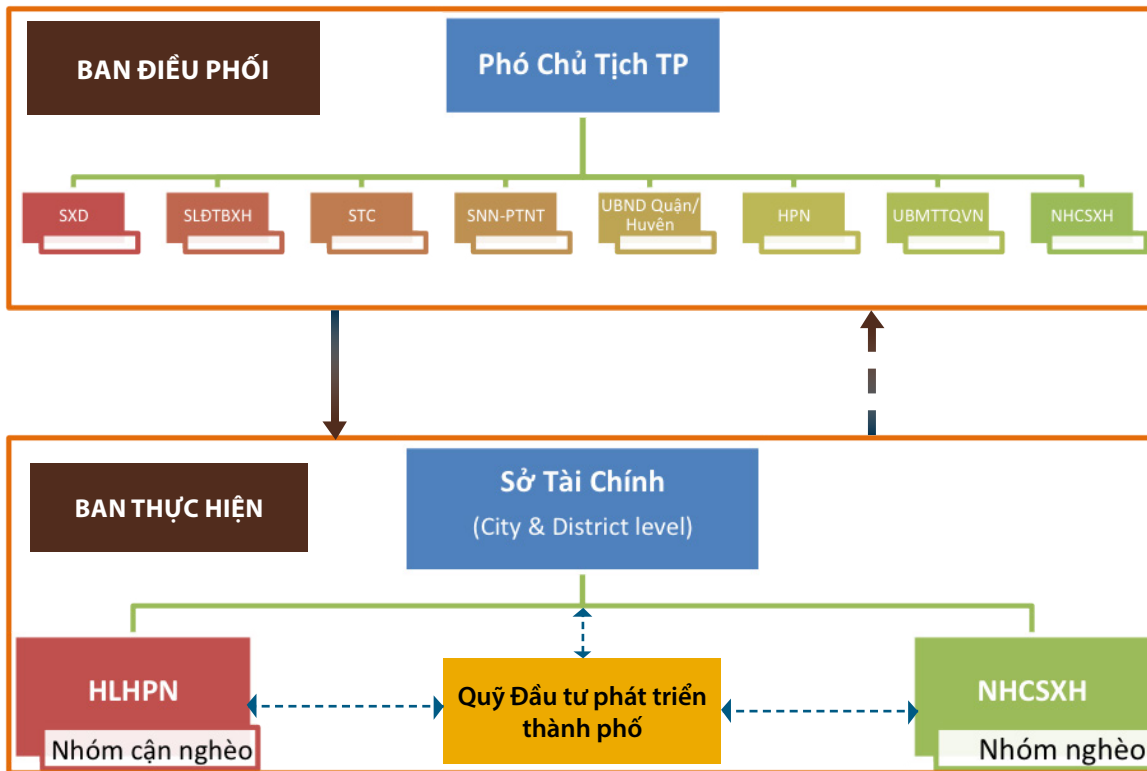 BAN ĐIỀU PHỐI
Phó Chủ Tịch TP
SXD
SLĐTBXH
STC
SNN-PTNT
UBND Quận/
Huvên
HPN
UBMTTQVN
NHCSXH
BAN THỰC HIỆN
Sở Tài Chính
(City & District level)
HLHPN
Nhóm cận nghèo
Quỹ Đầu tư phát triển
thành phố
NHCSXH
Nhóm nghèo